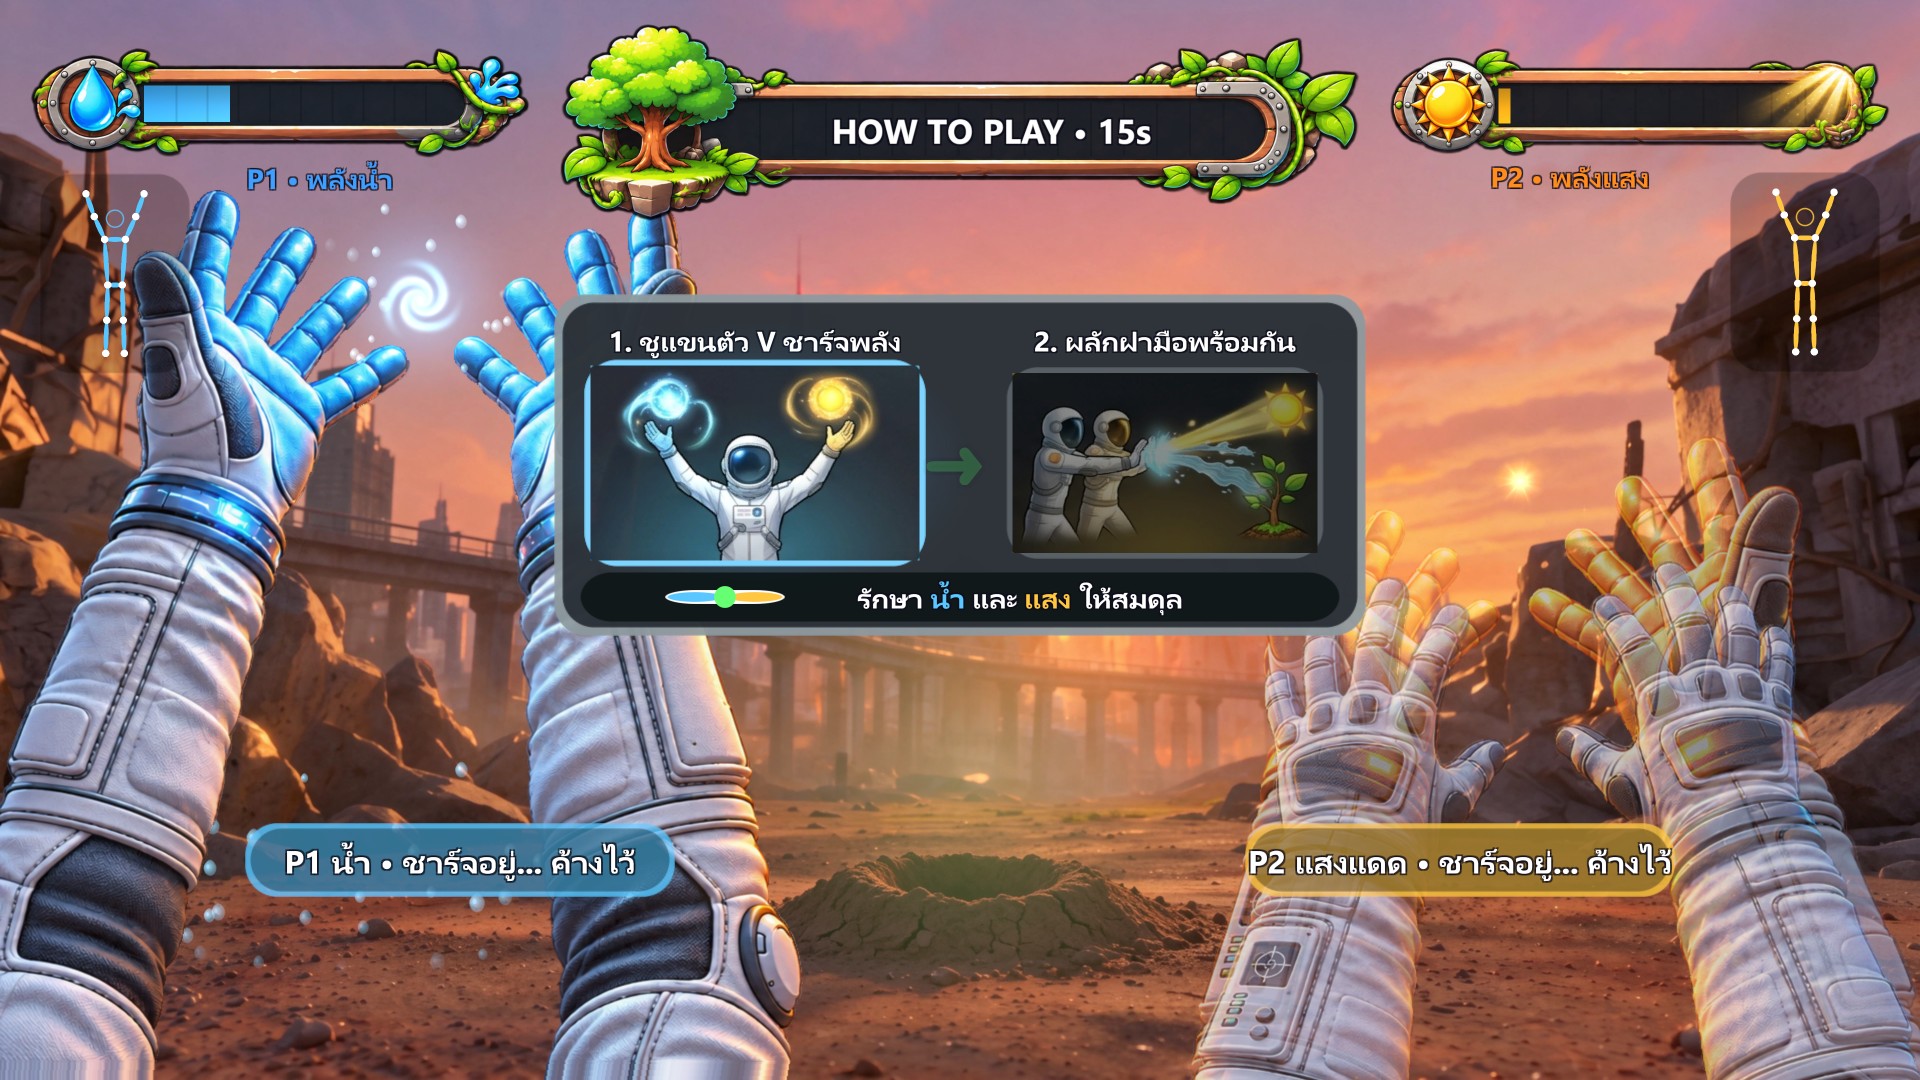 HOW TO PLAY • 15s
P1 • พลังน้ำ
P2 • พลังแสง
1. ชูแขนตัว V ชาร์จพลัง
2. ผลักฝ่ามือพร้อมกัน
รักษา น้ำ และ แสง ให้สมดุล
P1 น้ำ • ชาร์จอยู่... ค้างไว้
P2 แสงแดด • ชาร์จอยู่... ค้างไว้